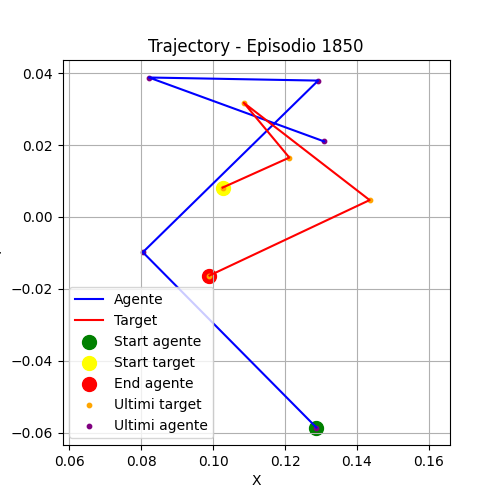 Trajectory - Episodio 1850
0.04
0.02
0.00
−0.02
−0.04
−0.06
Agente
Target
Start agente
Start target
End agente
Ultimi target
Ultimi agente
0.06 0.08 0.10 0.12 0.14 0.16
X